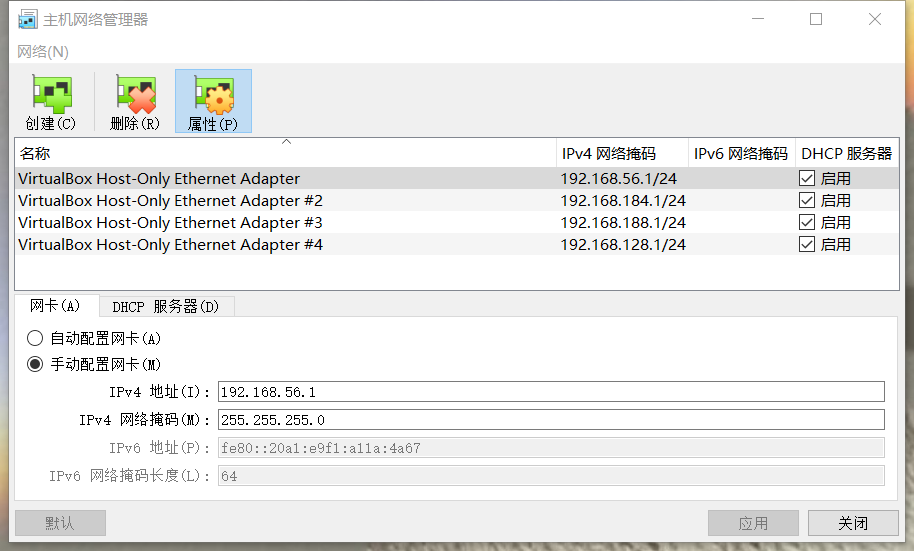 主机网络管理器
网络(N)
创建(C) 删除(R) 属性(P)
名称 IPv4 网络掩码 IPv6 网络掩码 DHCP 服务器
VirtualBox Host-Only Ethernet Adapter 192.168.56.1/24 启用
VirtualBox Host-Only Ethernet Adapter #2 192.168.184.1/24 启用
VirtualBox Host-Only Ethernet Adapter #3 192.168.188.1/24 启用
VirtualBox Host-Only Ethernet Adapter #4 192.168.128.1/24 启用
网卡(A) DHCP 服务器(D)
自动配置网卡(A)
手动配置网卡(M)
IPv4 地址(I): 192.168.56.1
IPv4 网络掩码(M): 255.255.255.0
IPv6 地址(P): fe80::20a1:e9f1:a11a:4a67
IPv6 网络掩码长度(L): 64
默认 应用 关闭